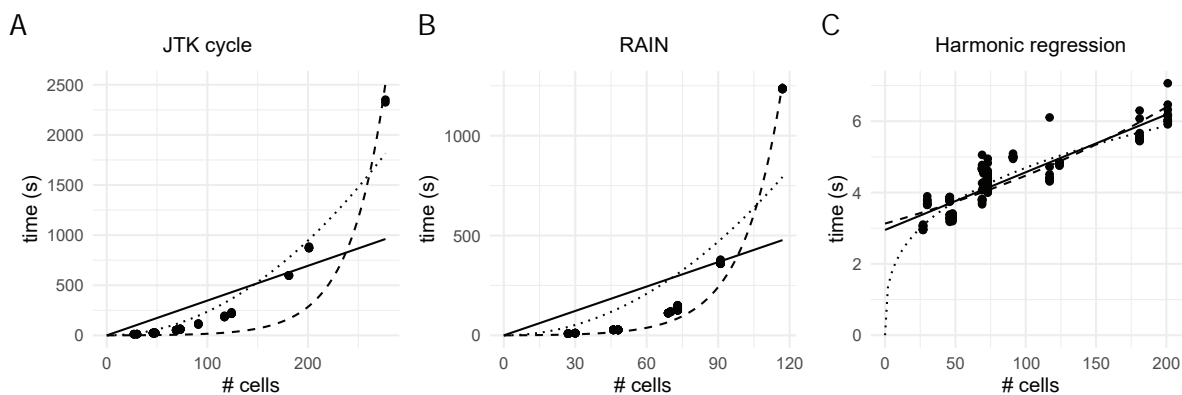 A
JTK cycle
time (s)
2500
2000
1500
1000
500
0
0
100
200
# cells
B
RAIN
time (s)
1000
500
0
0
30
60
90
120
# cells
C
Harmonic regression
time (s)
6
4
2
0
0
50
100
150
200
# cells